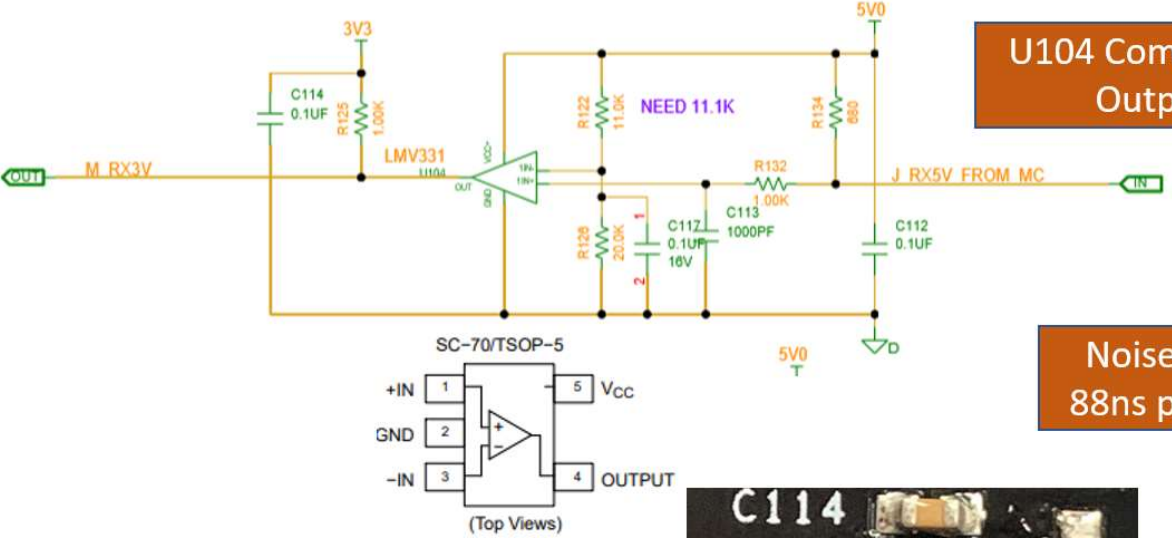 5V0
3V3
U104 Com
Outp
C114
0.1UF
R125
1.00K
R122
11.0K
NEED 11.1K
R134
680
LMV331
U104
VCC+
1IN-
1IN+
OUT
GND
R132
1.00K
OUT
M_RX3V
J_RX5V_FROM_MC
IN
R126
20.0K
1
C117
0.1UF
16V
2
C113
1000PF
C112
0.1UF
D
SC-70/TSOP-5
5V0
Noise
88ns p
+IN 1 5 VCC
GND 2
+
−
−IN 3 4 OUTPUT
(Top Views)
C114